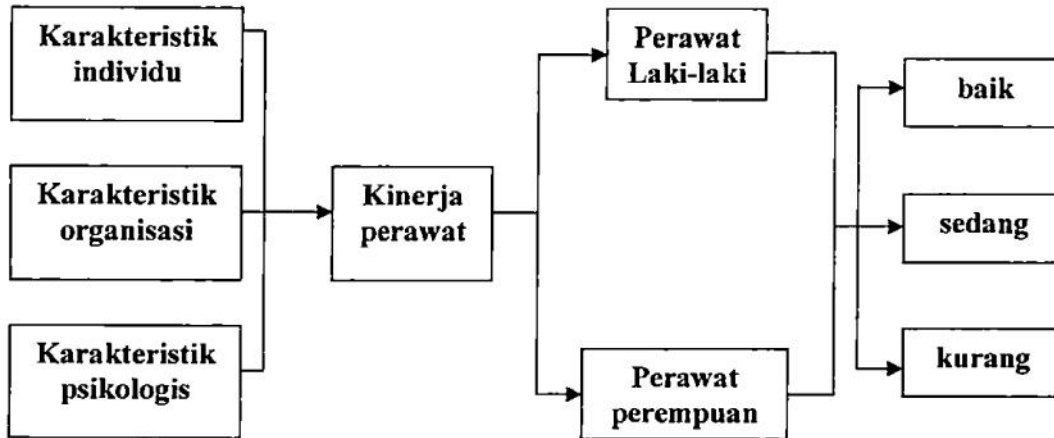 Karakteristik
individu
Karakteristik
organisasi
Karakteristik
psikologis
Kinerja
perawat
Perawat
Laki-laki
Perawat
perempuan
baik
sedang
kurang